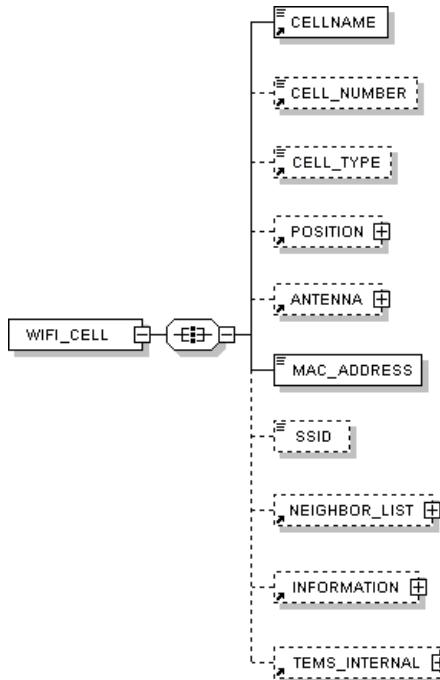 CELLNAME
CELL_NUMBER
CELL_TYPE
POSITION
ANTENNA
WIFI_CELL
MAC_ADDRESS
SSID
NEIGHBOR_LIST
INFORMATION
TEMS_INTERNAL